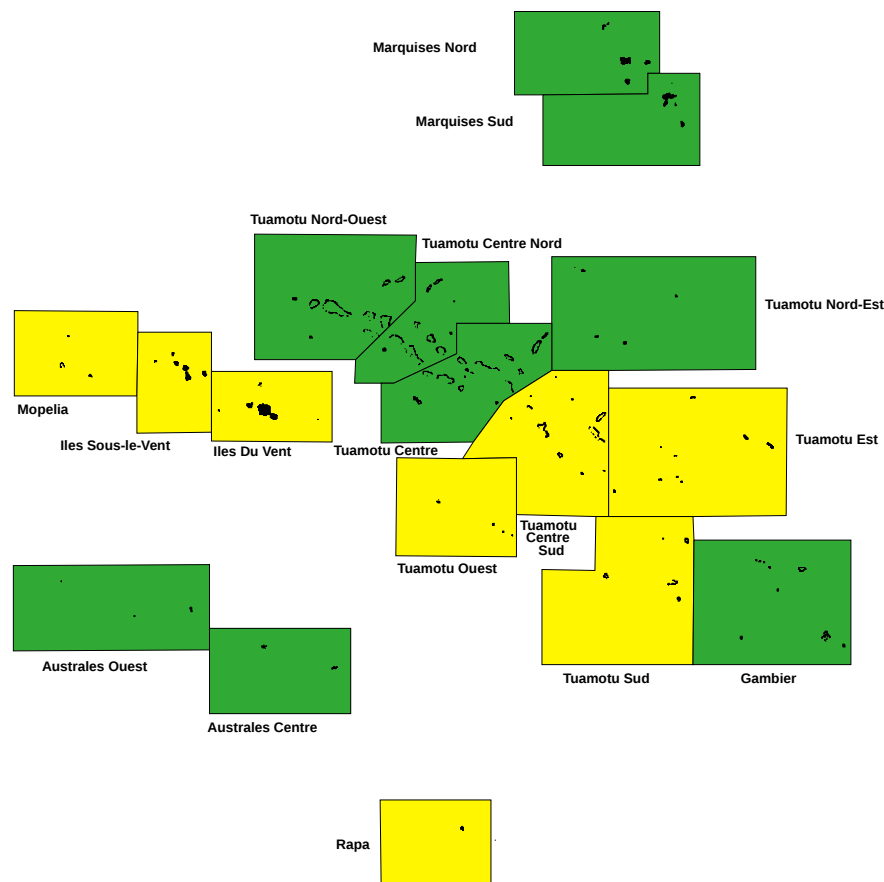 Marquises Nord
Marquises Sud
Tuamotu Nord-Ouest
Tuamotu Centre Nord
Tuamotu Nord-Est
Mopelia
Iles Sous-le-Vent
Iles Du Vent
Tuamotu Centre
Tuamotu Est
Tuamotu
Centre
Sud
Tuamotu Ouest
Australes Ouest
Tuamotu Sud
Gambier
Australes Centre
Rapa